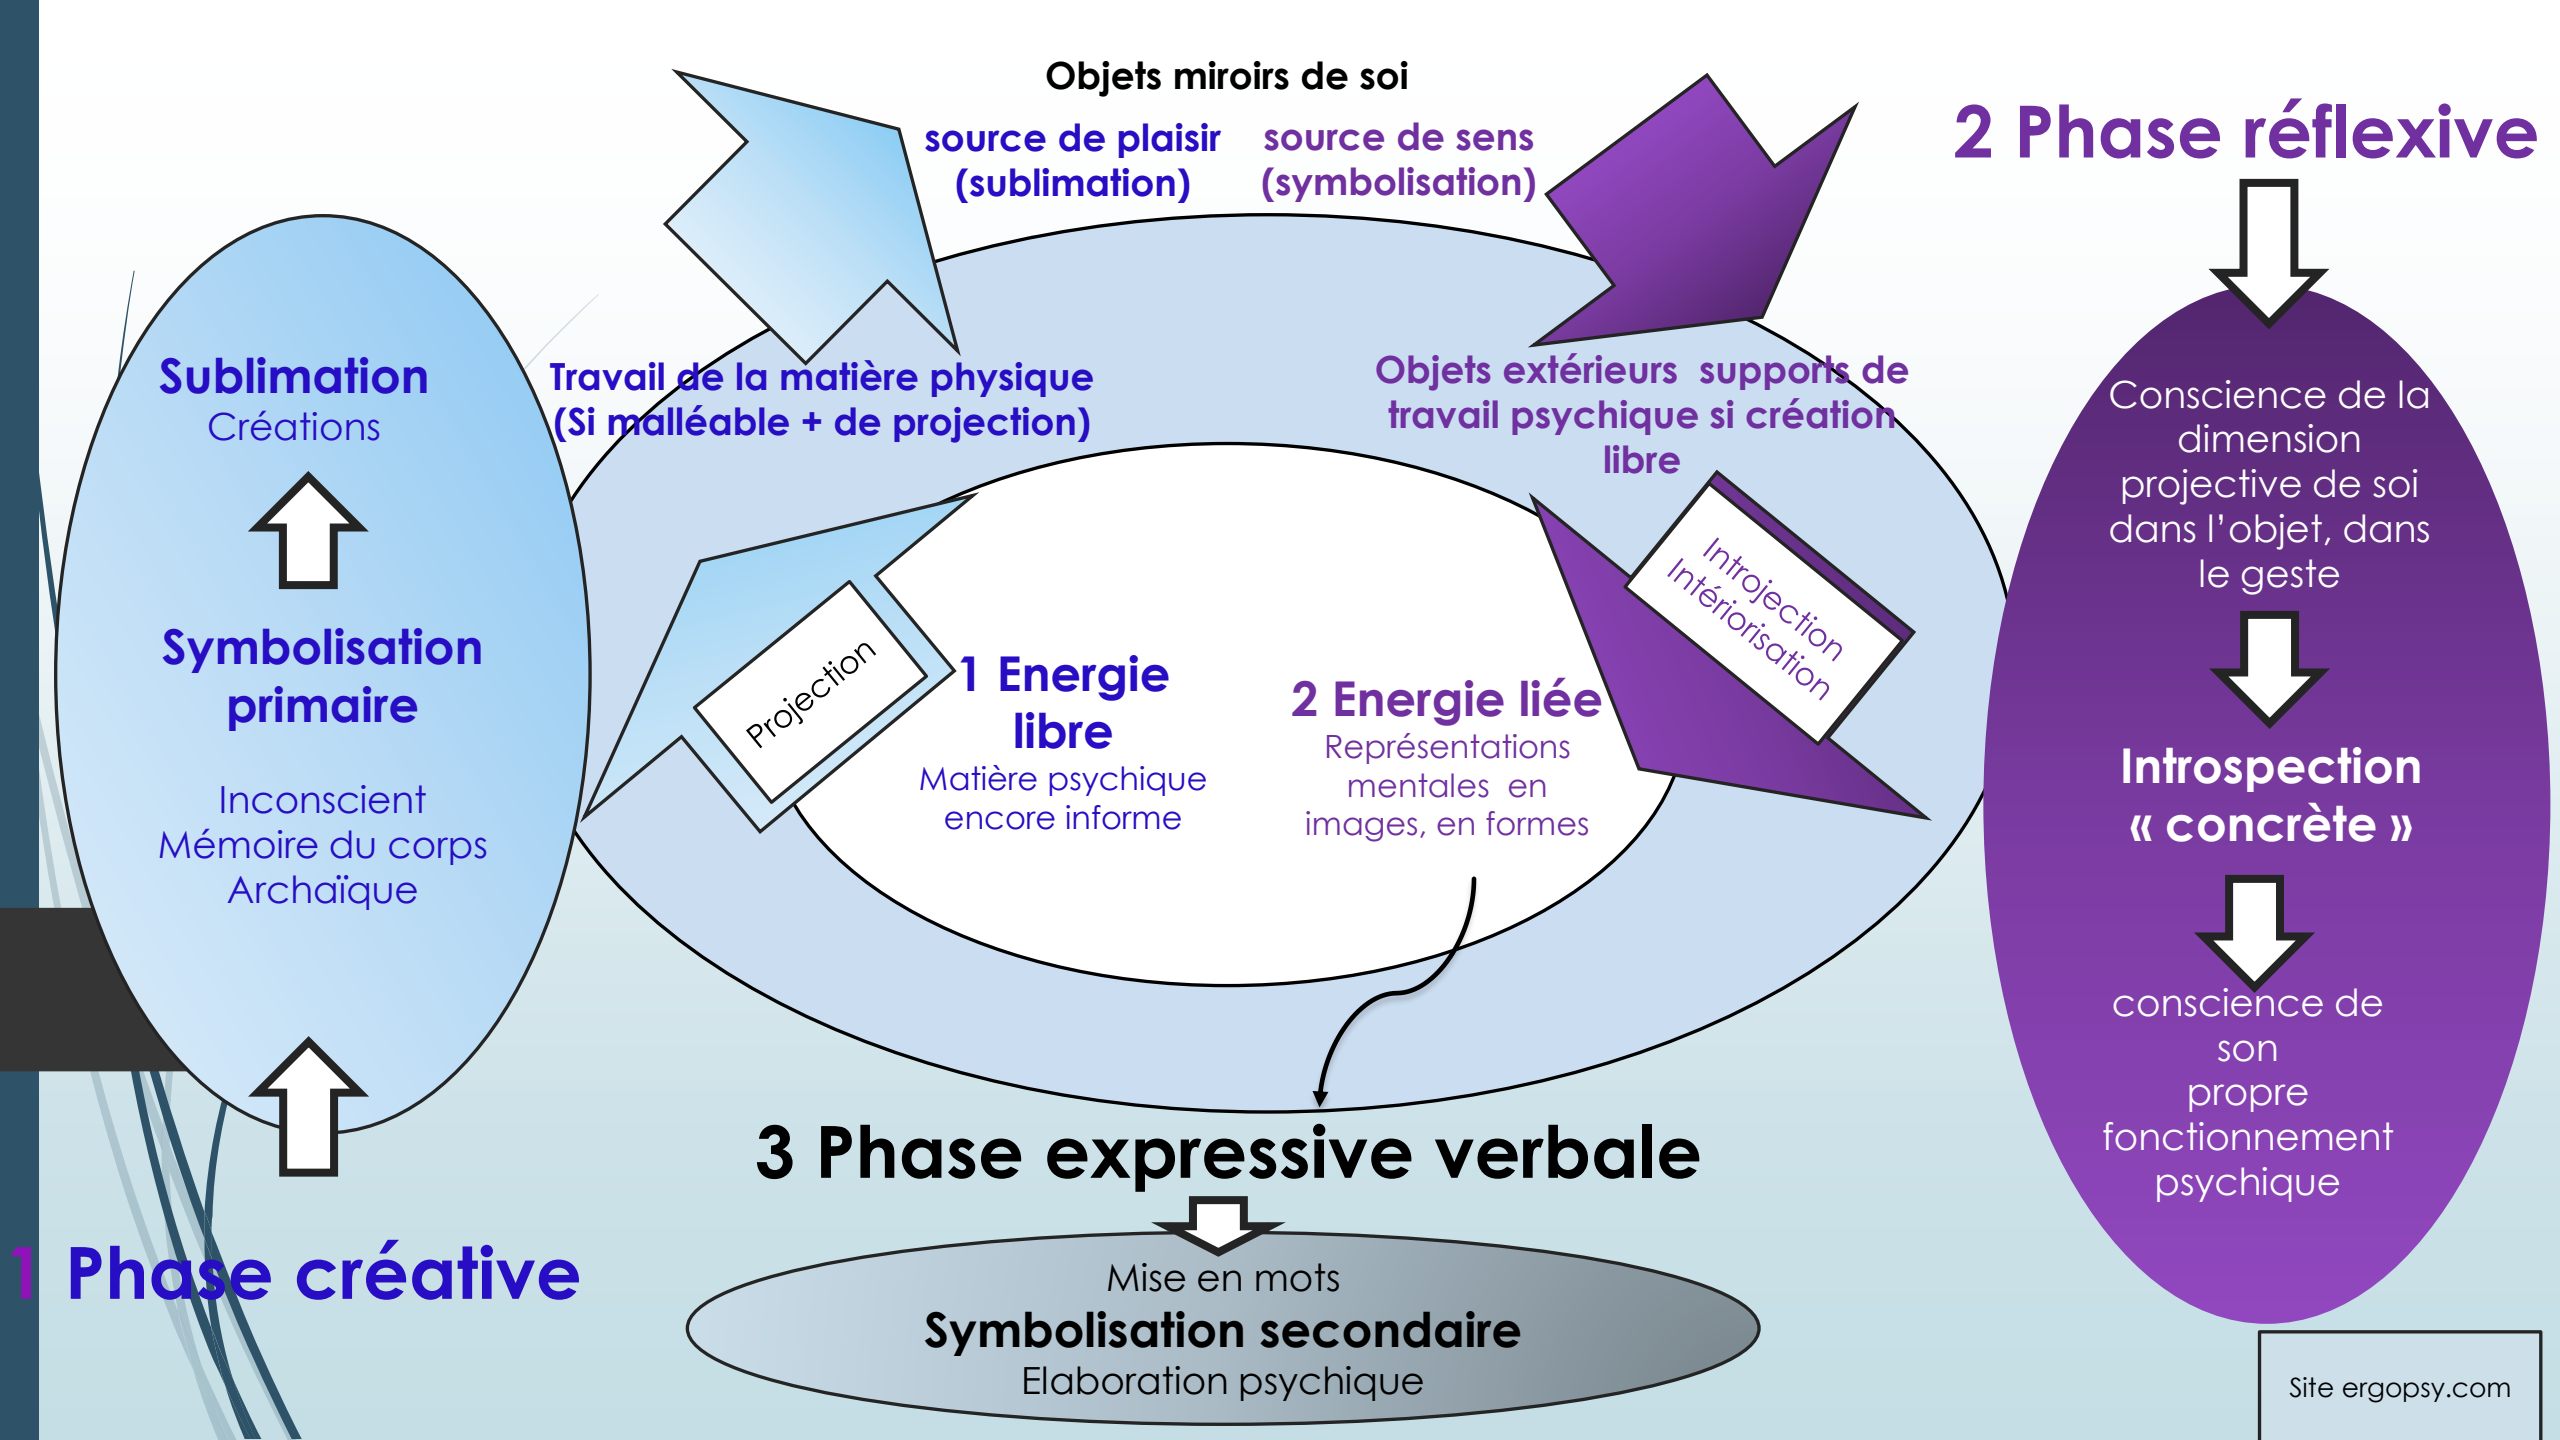 Objets miroirs de soi
source de plaisir
(sublimation)
source de sens
(symbolisation)
2 Phase réflexive
Sublimation
Créations
Symbolisation
primaire
Inconscient
Mémoire du corps
Archaïque
1 Phase créative
Travail de la matière physique
(Si malléable + de projection)
Objets extérieurs  supports de
travail psychique si création
libre
Projection
Introjection
Intériorisation
1 Energie
libre
Matière psychique
encore informe
2 Energie liée
Représentations
mentales  en
images, en formes
Conscience de la
dimension
projective de soi
dans l’objet, dans
le geste
Introspection
« concrète »
conscience de
son
propre
fonctionnement
psychique
3 Phase expressive verbale
Mise en mots
Symbolisation secondaire
Elaboration psychique
Site ergopsy.com